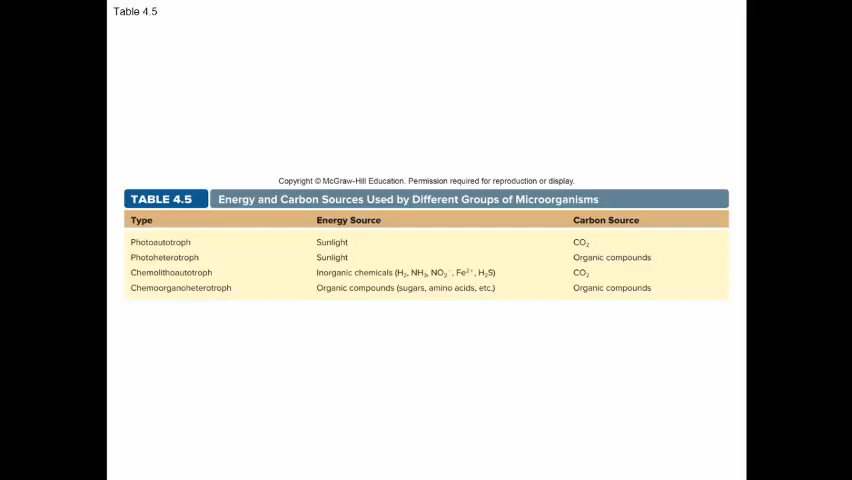 Table 4.5
Copyright © McGraw-Hill Education. Permission required for reproduction or display.
TABLE 4.5 Energy and Carbon Sources Used by Different Groups of Microorganisms
Type Energy Source Carbon Source
Photoautotroph Sunlight CO₂
Photoheterotroph Sunlight Organic compounds
Chemolithoautotroph Inorganic chemicals (H₂, NH₃, NO₂⁻, Fe²⁺, H₂S) CO₂
Chemoorganoheterotroph Organic compounds (sugars, amino acids, etc.) Organic compounds